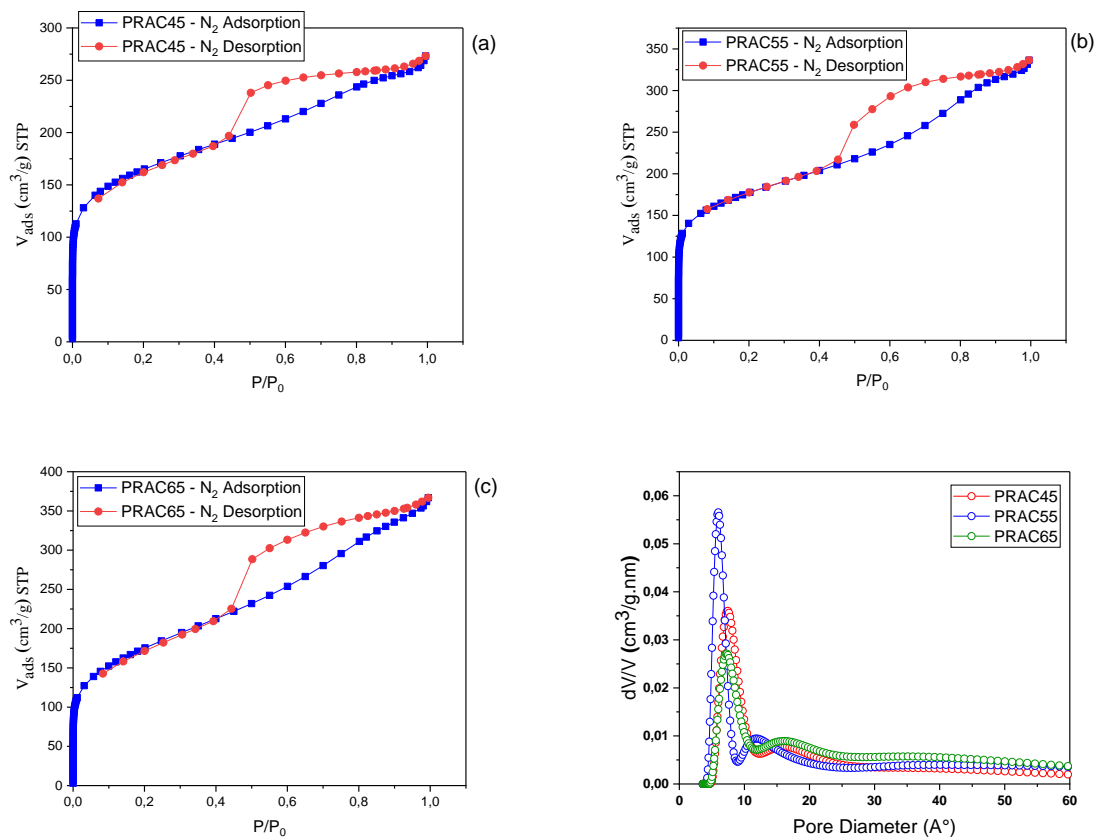 PRAC45 - N₂ Adsorption
PRAC45 - N₂ Desorption
(a)
300
250
200
150
100
50
0
V_ads (cm³/g) STP
0,0 0,2 0,4 0,6 0,8 1,0
P/P₀
PRAC55 - N₂ Adsorption
PRAC55 - N₂ Desorption
(b)
350
300
250
200
150
100
50
0
V_ads (cm³/g) STP
0,0 0,2 0,4 0,6 0,8 1,0
P/P₀
PRAC65 - N₂ Adsorption
PRAC65 - N₂ Desorption
(c)
400
350
300
250
200
150
100
50
0
V_ads (cm³/g) STP
0,0 0,2 0,4 0,6 0,8 1,0
P/P₀
PRAC45
PRAC55
PRAC65
0,06
0,05
0,04
0,03
0,02
0,01
0,00
dV/V (cm³/g.nm)
0 10 20 30 40 50 60
Pore Diameter (A°)